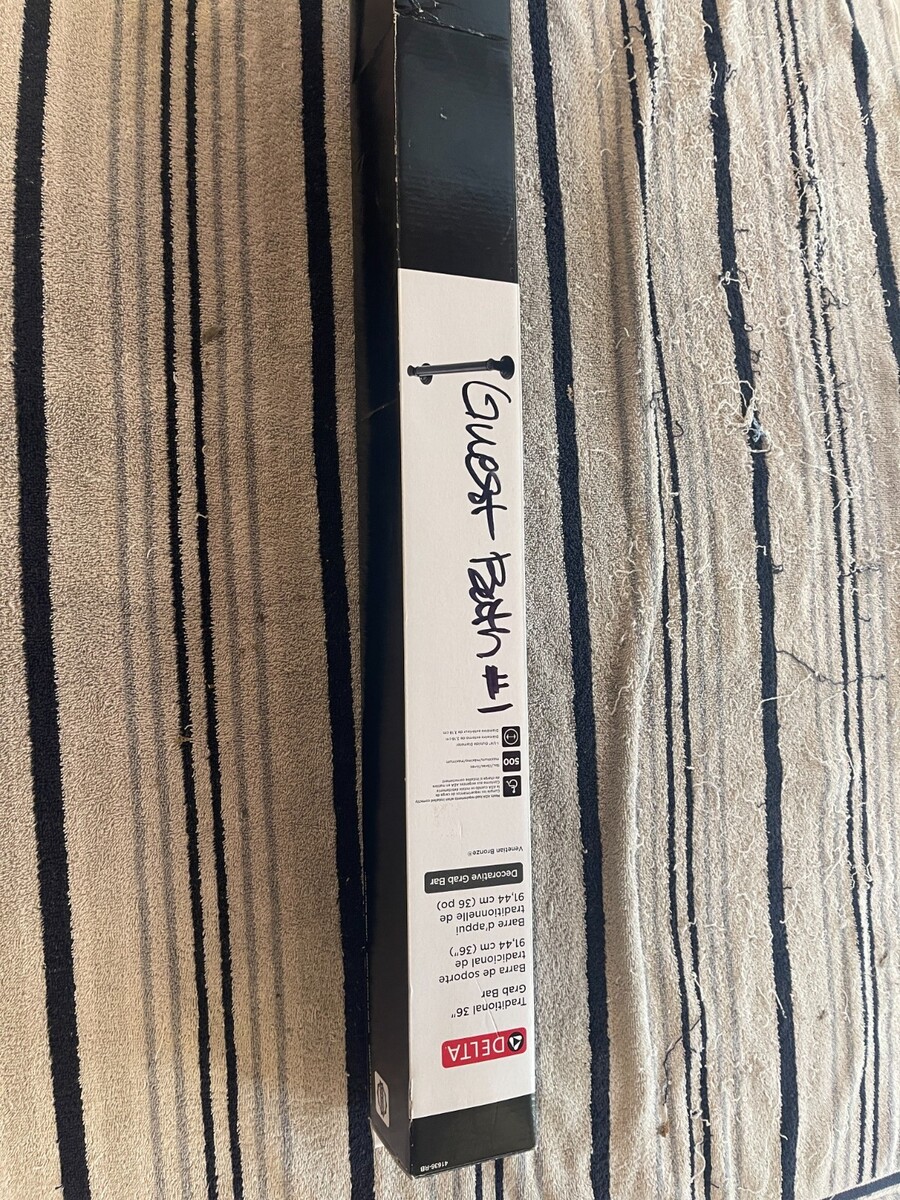 DELTA
Traditional 36"
Grab Bar
Barra de soporte
tradicional de
91,44 cm (36")
Barre d'appui
traditionnelle de
91,44 cm (36 po)
Decorative Grab Bar
Venetian Bronze®
500
Guest Bath #1
41636-RB